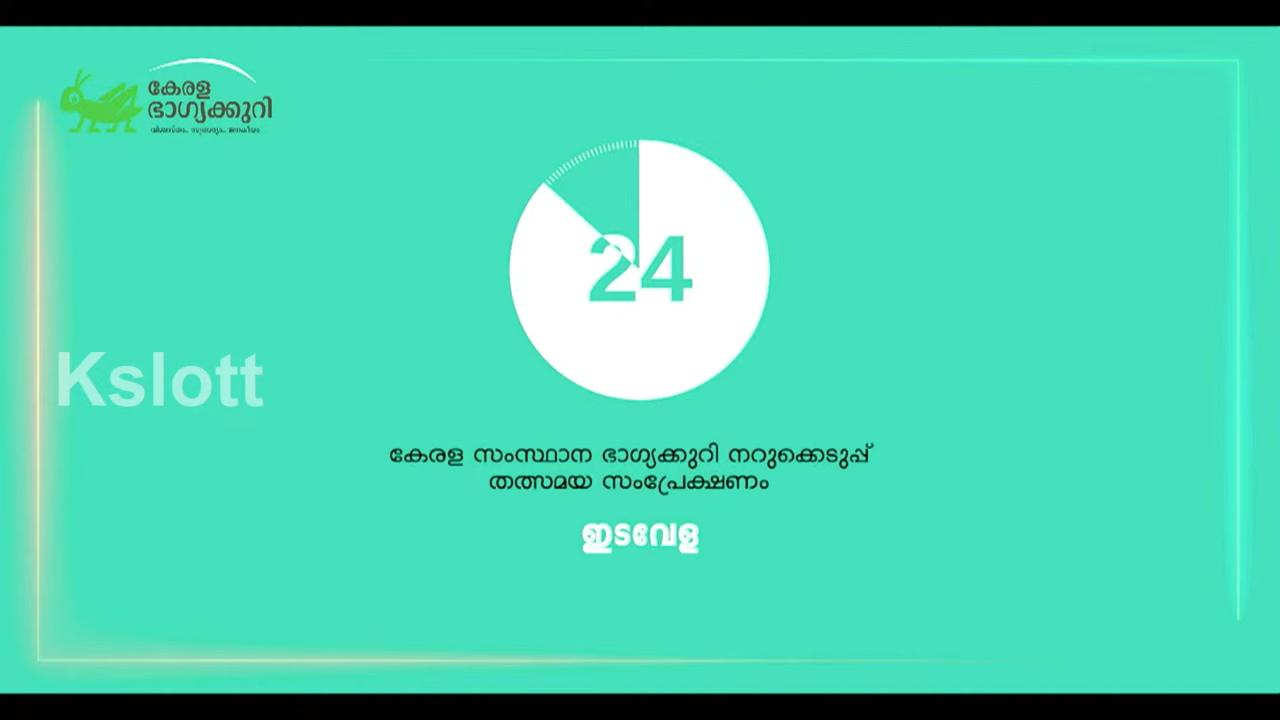 കേരള
ഭാഗ്യക്കുറി
24
Kslott
കേരള സംസ്ഥാന ഭാഗ്യക്കുറി നറുക്കെടുപ്പ്
തത്സമയ സംപ്രേക്ഷണം
ഇടവേള